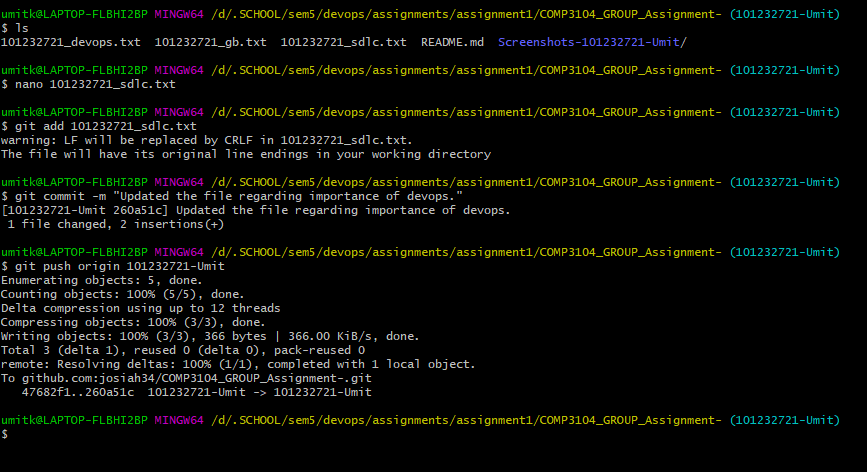 umitk@LAPTOP-FLBHI2BP MINGW64 /d/.SCHOOL/sem5/devops/assignments/assignment1/COMP3104_GROUP_Assignment- (101232721-Umit)
$ ls
101232721_devops.txt  101232721_gb.txt  101232721_sdlc.txt  README.md  Screenshots-101232721-Umit/
umitk@LAPTOP-FLBHI2BP MINGW64 /d/.SCHOOL/sem5/devops/assignments/assignment1/COMP3104_GROUP_Assignment- (101232721-Umit)
$ nano 101232721_sdlc.txt
umitk@LAPTOP-FLBHI2BP MINGW64 /d/.SCHOOL/sem5/devops/assignments/assignment1/COMP3104_GROUP_Assignment- (101232721-Umit)
$ git add 101232721_sdlc.txt
warning: LF will be replaced by CRLF in 101232721_sdlc.txt.
The file will have its original line endings in your working directory
umitk@LAPTOP-FLBHI2BP MINGW64 /d/.SCHOOL/sem5/devops/assignments/assignment1/COMP3104_GROUP_Assignment- (101232721-Umit)
$ git commit -m "Updated the file regarding importance of devops."
[101232721-Umit 260a51c] Updated the file regarding importance of devops.
 1 file changed, 2 insertions(+)
umitk@LAPTOP-FLBHI2BP MINGW64 /d/.SCHOOL/sem5/devops/assignments/assignment1/COMP3104_GROUP_Assignment- (101232721-Umit)
$ git push origin 101232721-Umit
Enumerating objects: 5, done.
Counting objects: 100% (5/5), done.
Delta compression using up to 12 threads
Compressing objects: 100% (3/3), done.
Writing objects: 100% (3/3), 366 bytes | 366.00 KiB/s, done.
Total 3 (delta 1), reused 0 (delta 0), pack-reused 0
remote: Resolving deltas: 100% (1/1), completed with 1 local object.
To github.com:josiah34/COMP3104_GROUP_Assignment-.git
   47682f1..260a51c  101232721-Umit -> 101232721-Umit
umitk@LAPTOP-FLBHI2BP MINGW64 /d/.SCHOOL/sem5/devops/assignments/assignment1/COMP3104_GROUP_Assignment- (101232721-Umit)
$